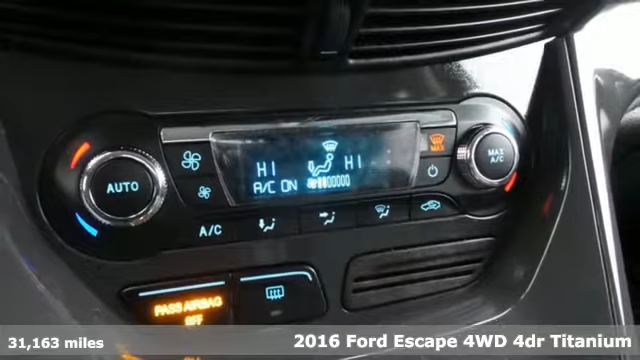 HI HI
A/C ON
MAX
AUTO
MAX
A/C
A/C
PASS AIRBAG
OFF
31,163 miles
2016 Ford Escape 4WD 4dr Titanium